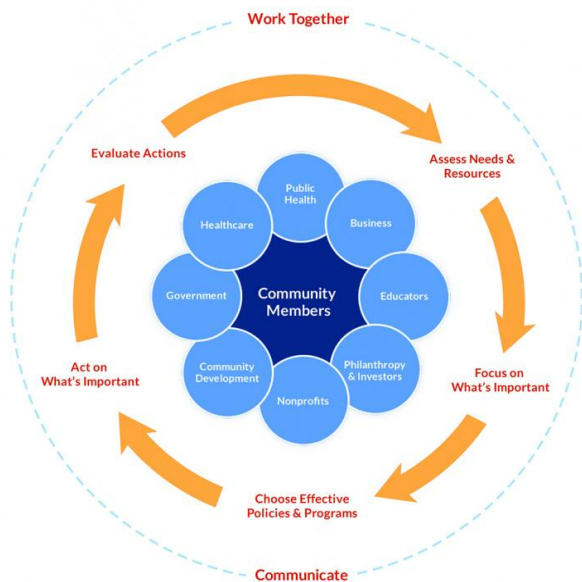 Work Together
Evaluate Actions
Assess Needs &
Resources
Focus on
What's Important
Choose Effective
Policies & Programs
Act on
What's Important
Public
Health
Business
Educators
Philanthropy
& Investors
Nonprofits
Community
Development
Government
Healthcare
Community
Members
Communicate